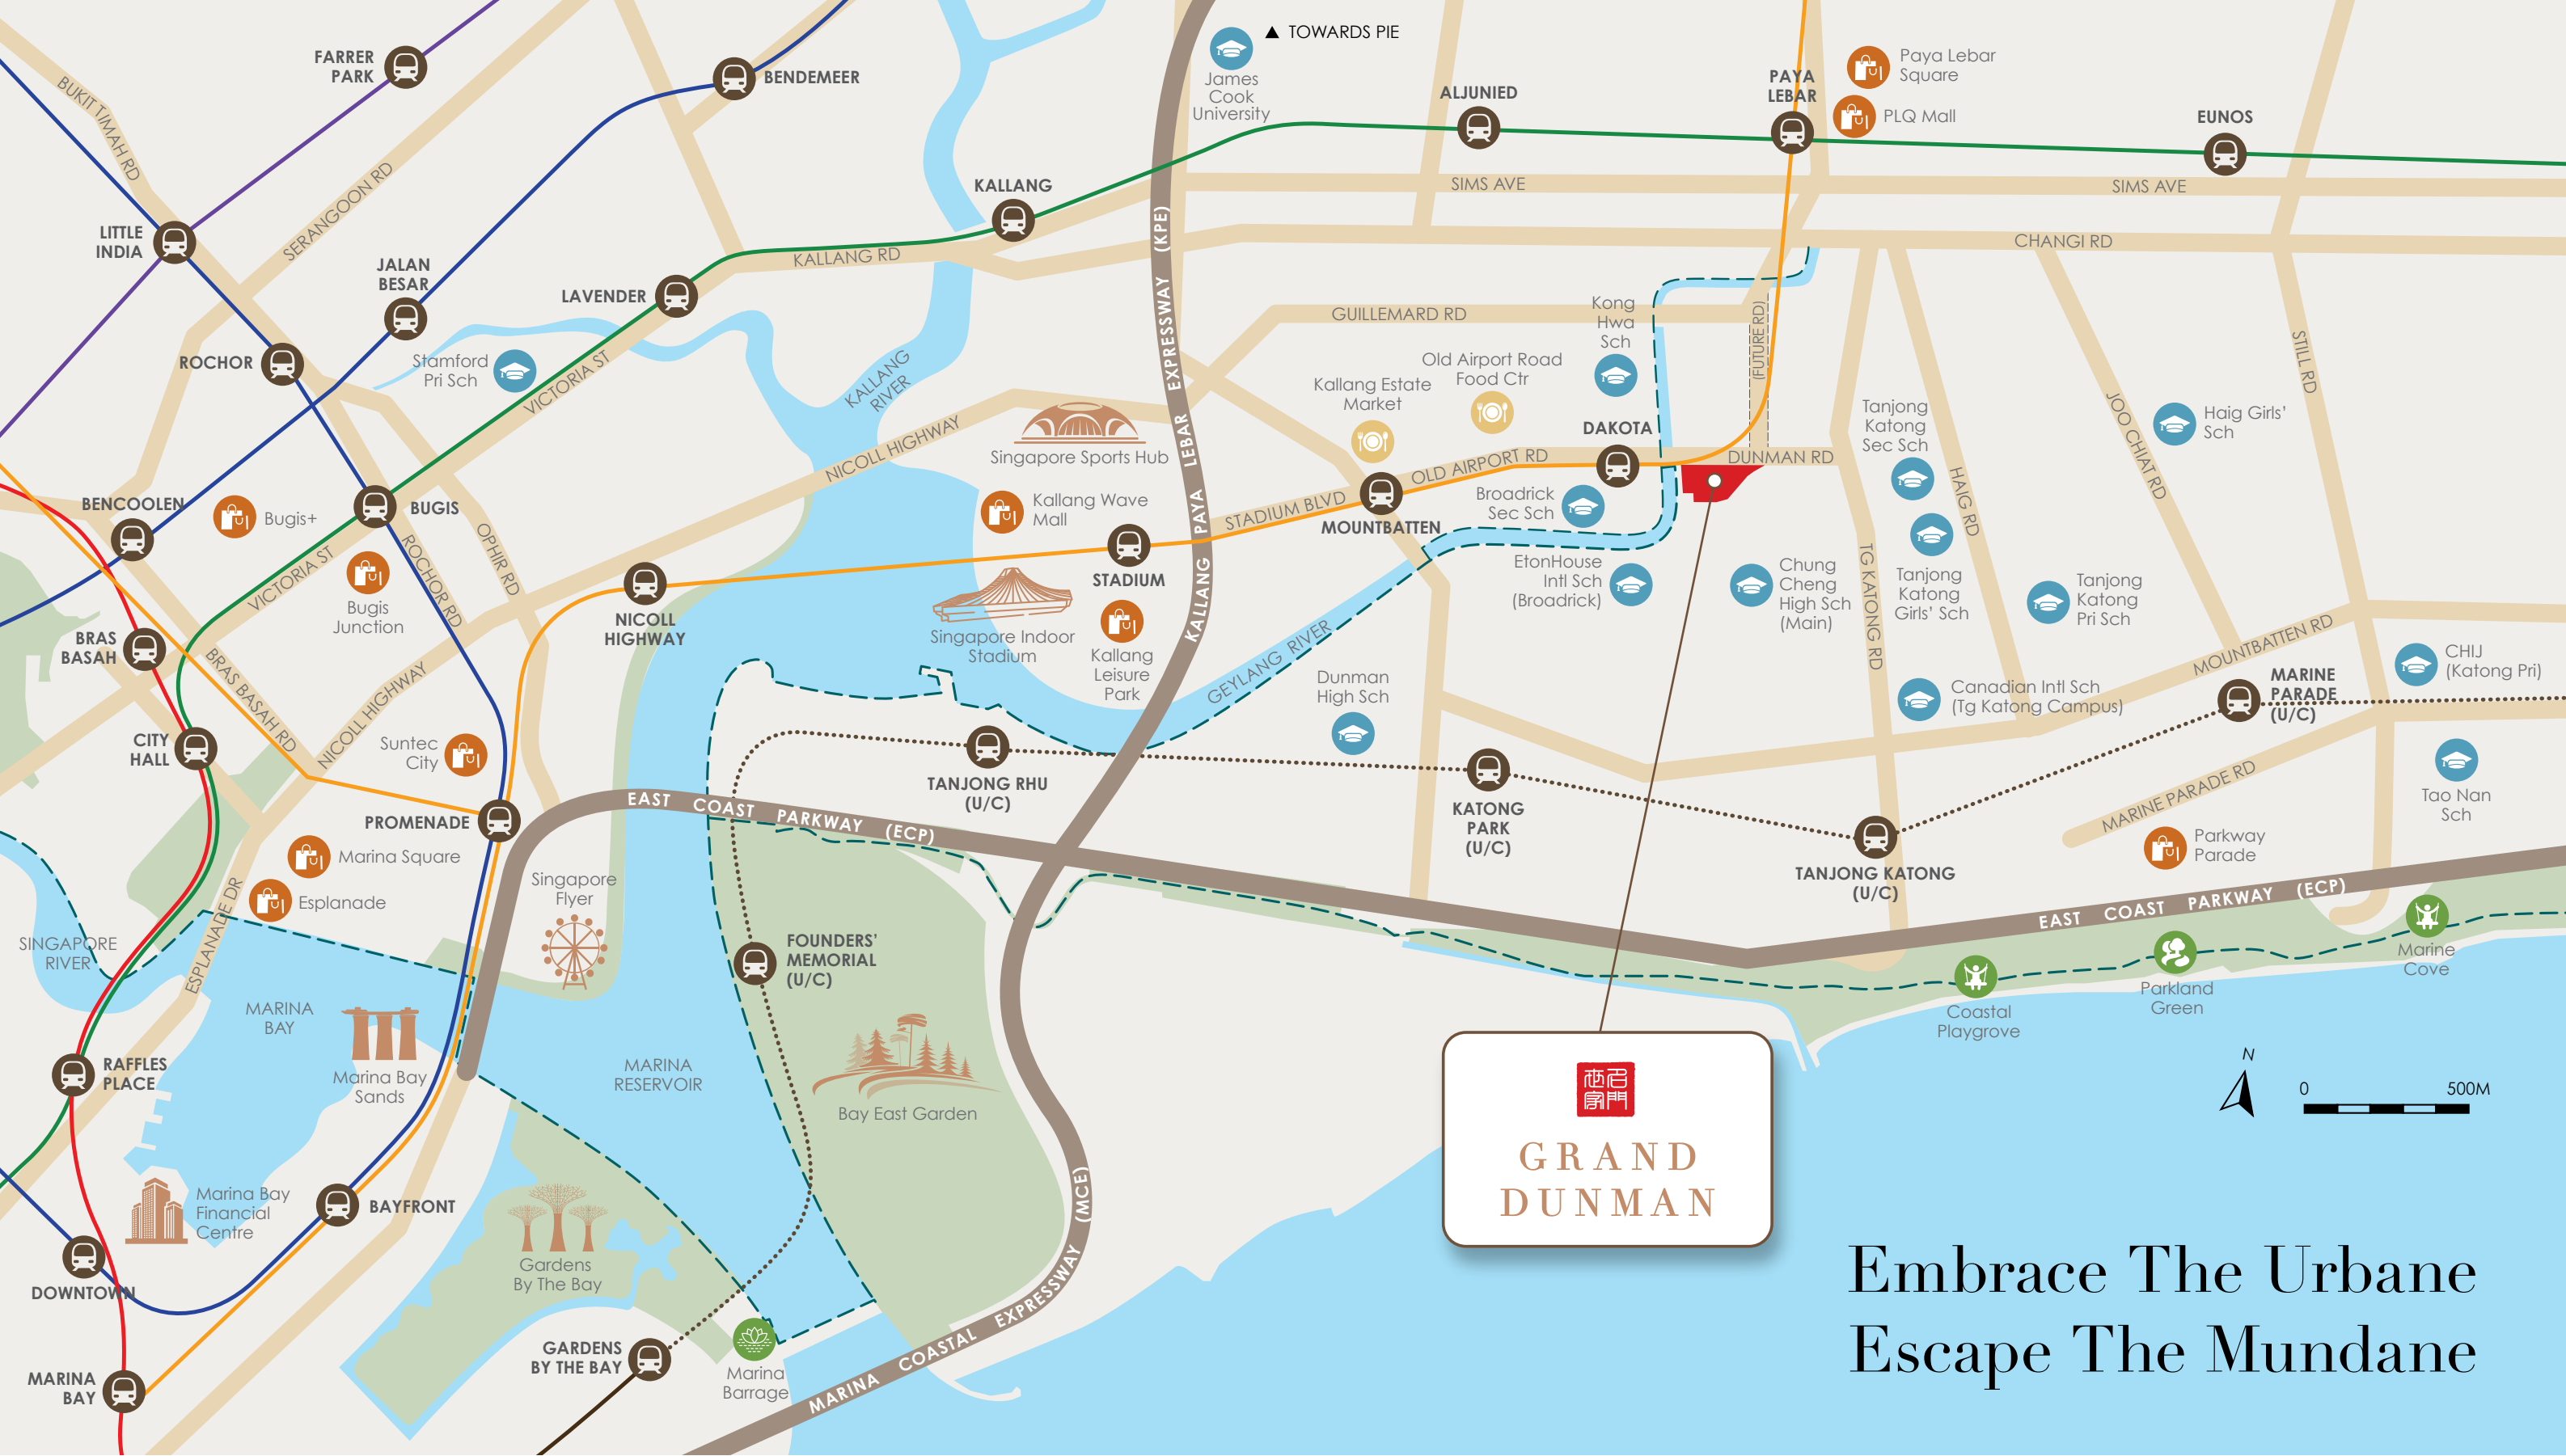 ▲ TOWARDS PIE
James
Cook
University
FARRER
PARK
BENDEMEER
ALJUNIED
PAYA
LEBAR
Paya Lebar
Square
PLQ Mall
EUNOS
BUKIT TIMAH RD
SERANGOON RD
KALLANG
SIMS AVE
SIMS AVE
LITTLE
INDIA
JALAN
BESAR
LAVENDER
KALLANG RD
CHANGI RD
KALLANG PAYA LEBAR EXPRESSWAY (KPE)
GUILLEMARD RD
Kong
Hwa
Sch
(FUTURE RD)
STILL RD
ROCHOR
Stamford
Pri Sch
VICTORIA ST
KALLANG
RIVER
Old Airport Road
Food Ctr
Kallang Estate
Market
DAKOTA
Tanjong
Katong
Sec Sch
JOO CHIAT RD
Haig Girls’
Sch
NICOLL HIGHWAY
Singapore Sports Hub
OLD AIRPORT RD
DUNMAN RD
HAIG RD
BENCOOLEN
Bugis+
BUGIS
Kallang Wave
Mall
STADIUM BLVD
MOUNTBATTEN
Broadrick
Sec Sch
OPHIR RD
ROCHOR RD
VICTORIA ST
Bugis
Junction
NICOLL
HIGHWAY
STADIUM
EtonHouse
Intl Sch
(Broadrick)
Chung
Cheng
High Sch
(Main)
TG KATONG RD
Tanjong
Katong
Girls’ Sch
Tanjong
Katong
Pri Sch
BRAS
BASAH
BRAS BASAH RD
NICOLL HIGHWAY
Singapore Indoor
Stadium
Kallang
Leisure
Park
GEYLANG RIVER
Dunman
High Sch
MOUNTBATTEN RD
Canadian Intl Sch
(Tg Katong Campus)
MARINE
PARADE
(U/C)
CHIJ
(Katong Pri)
CITY
HALL
Suntec
City
TANJONG RHU
(U/C)
KATONG
PARK
(U/C)
MARINE PARADE RD
Tao Nan
Sch
PROMENADE
EAST COAST PARKWAY (ECP)
Marina Square
Esplanade
TANJONG KATONG
(U/C)
Parkway
Parade
EAST COAST PARKWAY (ECP)
SINGAPORE
RIVER
ESPLANADE DR
Singapore
Flyer
FOUNDERS’
MEMORIAL
(U/C)
Marine
Cove
Parkland
Green
Coastal
Playgrove
MARINA
BAY
Marina Bay
Sands
MARINA
RESERVOIR
Bay East Garden
RAFFLES
PLACE
N
0 500M
名門
世家
GRAND
DUNMAN
Marina Bay
Financial
Centre
BAYFRONT
Gardens
By The Bay
DOWNTOWN
GARDENS
BY THE BAY
Marina
Barrage
MARINA COASTAL EXPRESSWAY (MCE)
MARINA
BAY
Embrace The Urbane
Escape The Mundane